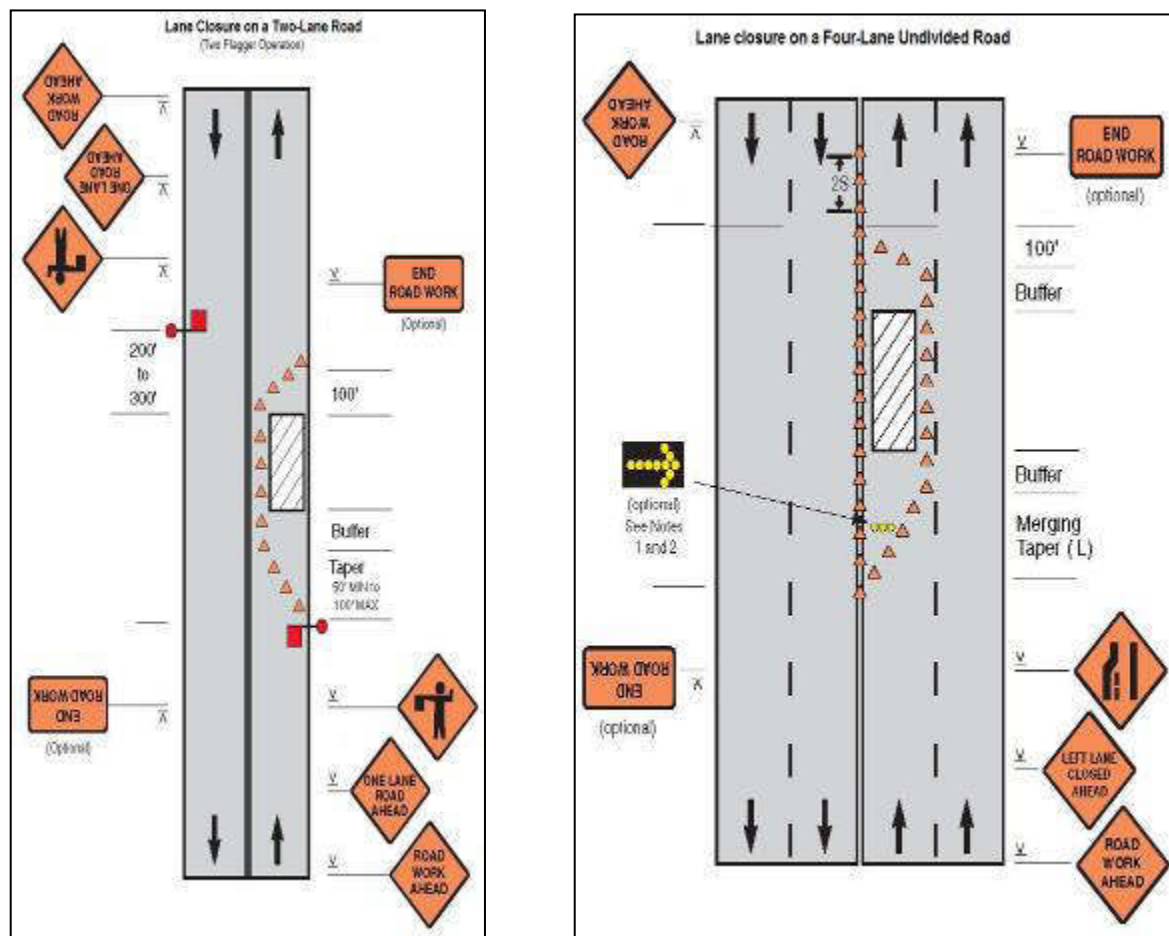 Lane Closure on a Two-Lane Road
(Two Flagger Operation)
ROAD
WORK
AHEAD
ONE LANE
ROAD
AHEAD
END
ROAD WORK
(Optional)
200'
to
300'
100'
Buffer
Taper
50' MIN to
100' MAX
END
ROAD WORK
(Optional)
ONE LANE
ROAD
AHEAD
ROAD
WORK
AHEAD
Lane closure on a Four-Lane Undivided Road
ROAD
WORK
AHEAD
END
ROAD WORK
(optional)
2S
100'
Buffer
(optional)
See Notes
1 and 2
Buffer
Merging
Taper (L)
END
ROAD WORK
(optional)
LEFT LANE
CLOSED
AHEAD
ROAD
WORK
AHEAD